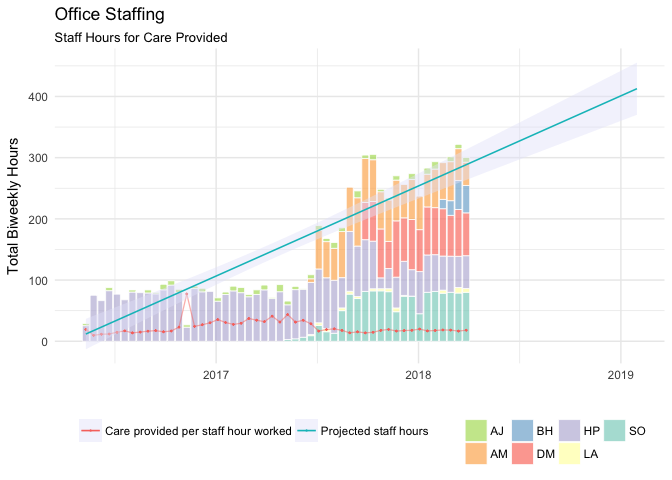 Office Staffing
Staff Hours for Care Provided
Total Biweekly Hours
400
300
200
100
0
2017
2018
2019
Care provided per staff hour worked
Projected staff hours
AJ
BH
HP
SO
AM
DM
LA